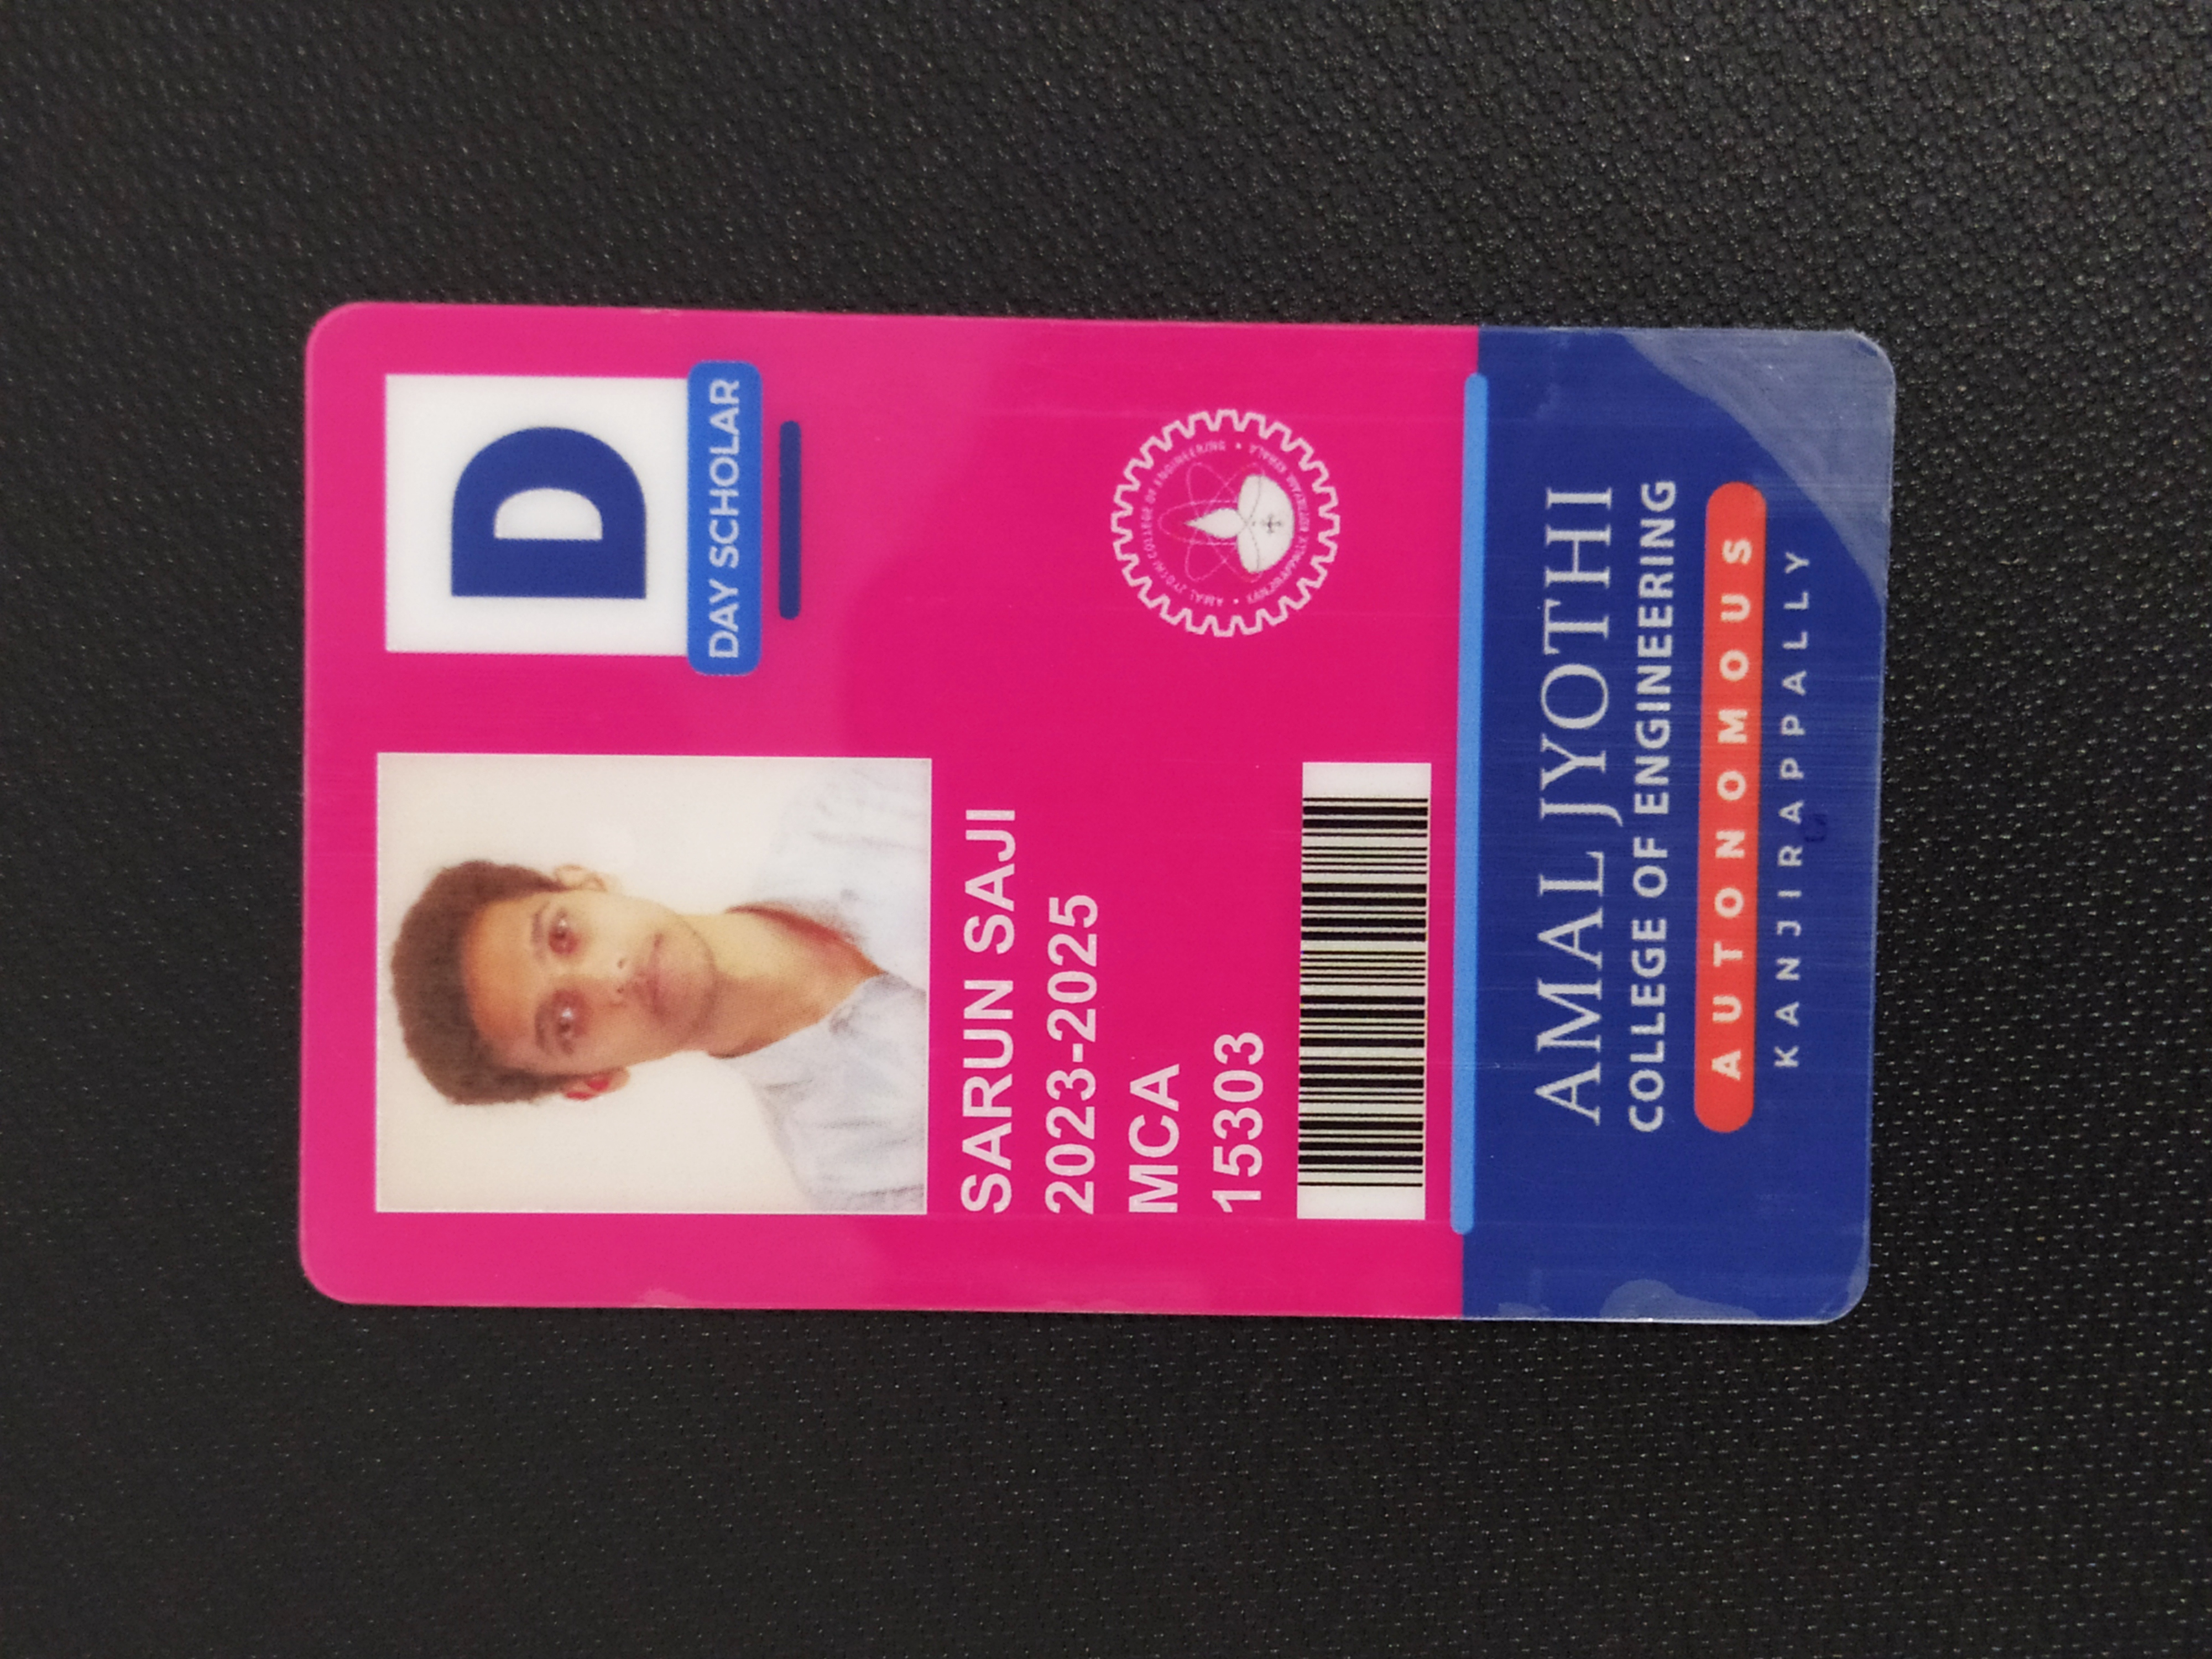 D
DAY SCHOLAR
SARUN SAJI
2023-2025
MCA
15303
AMAL JYOTHI COLLEGE OF ENGINEERING
KANJIRAPPALLY, KOTTAYAM, KERALA
AMAL JYOTHI
COLLEGE OF ENGINEERING
AUTONOMOUS
KANJIRAPPALLY